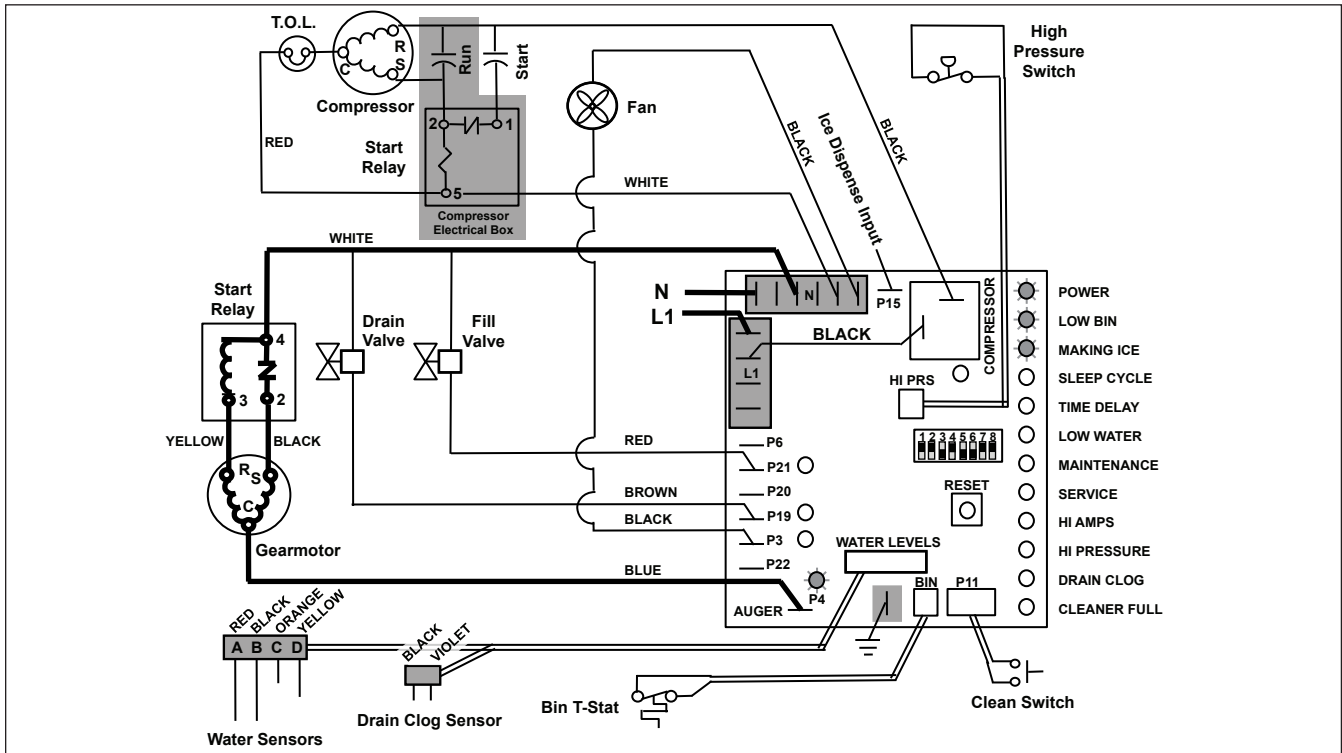 T.O.L.
R
S
C
Compressor
Run
Start
RED
Start
Relay
2
1
5
Compressor
Electrical Box
Fan
BLACK
Ice Dispense Input
BLACK
High
Pressure
Switch
WHITE
WHITE
Start
Relay
4
3
2
YELLOW
BLACK
R
S
C
Gearmotor
Drain
Valve
Fill
Valve
N
L1
N
P15
BLACK
L1
COMPRESSOR
HI PRS
1 2 3 4 5 6 7 8
RESET
RED
BROWN
BLACK
BLUE
P6
P21
P20
P19
P3
P22
P4
AUGER
WATER LEVELS
BIN
P11
POWER
LOW BIN
MAKING ICE
SLEEP CYCLE
TIME DELAY
LOW WATER
MAINTENANCE
SERVICE
HI AMPS
HI PRESSURE
DRAIN CLOG
CLEANER FULL
RED
BLACK
ORANGE
YELLOW
A B C D
Water Sensors
BLACK
VIOLET
Drain Clog Sensor
Bin T-Stat
Clean Switch